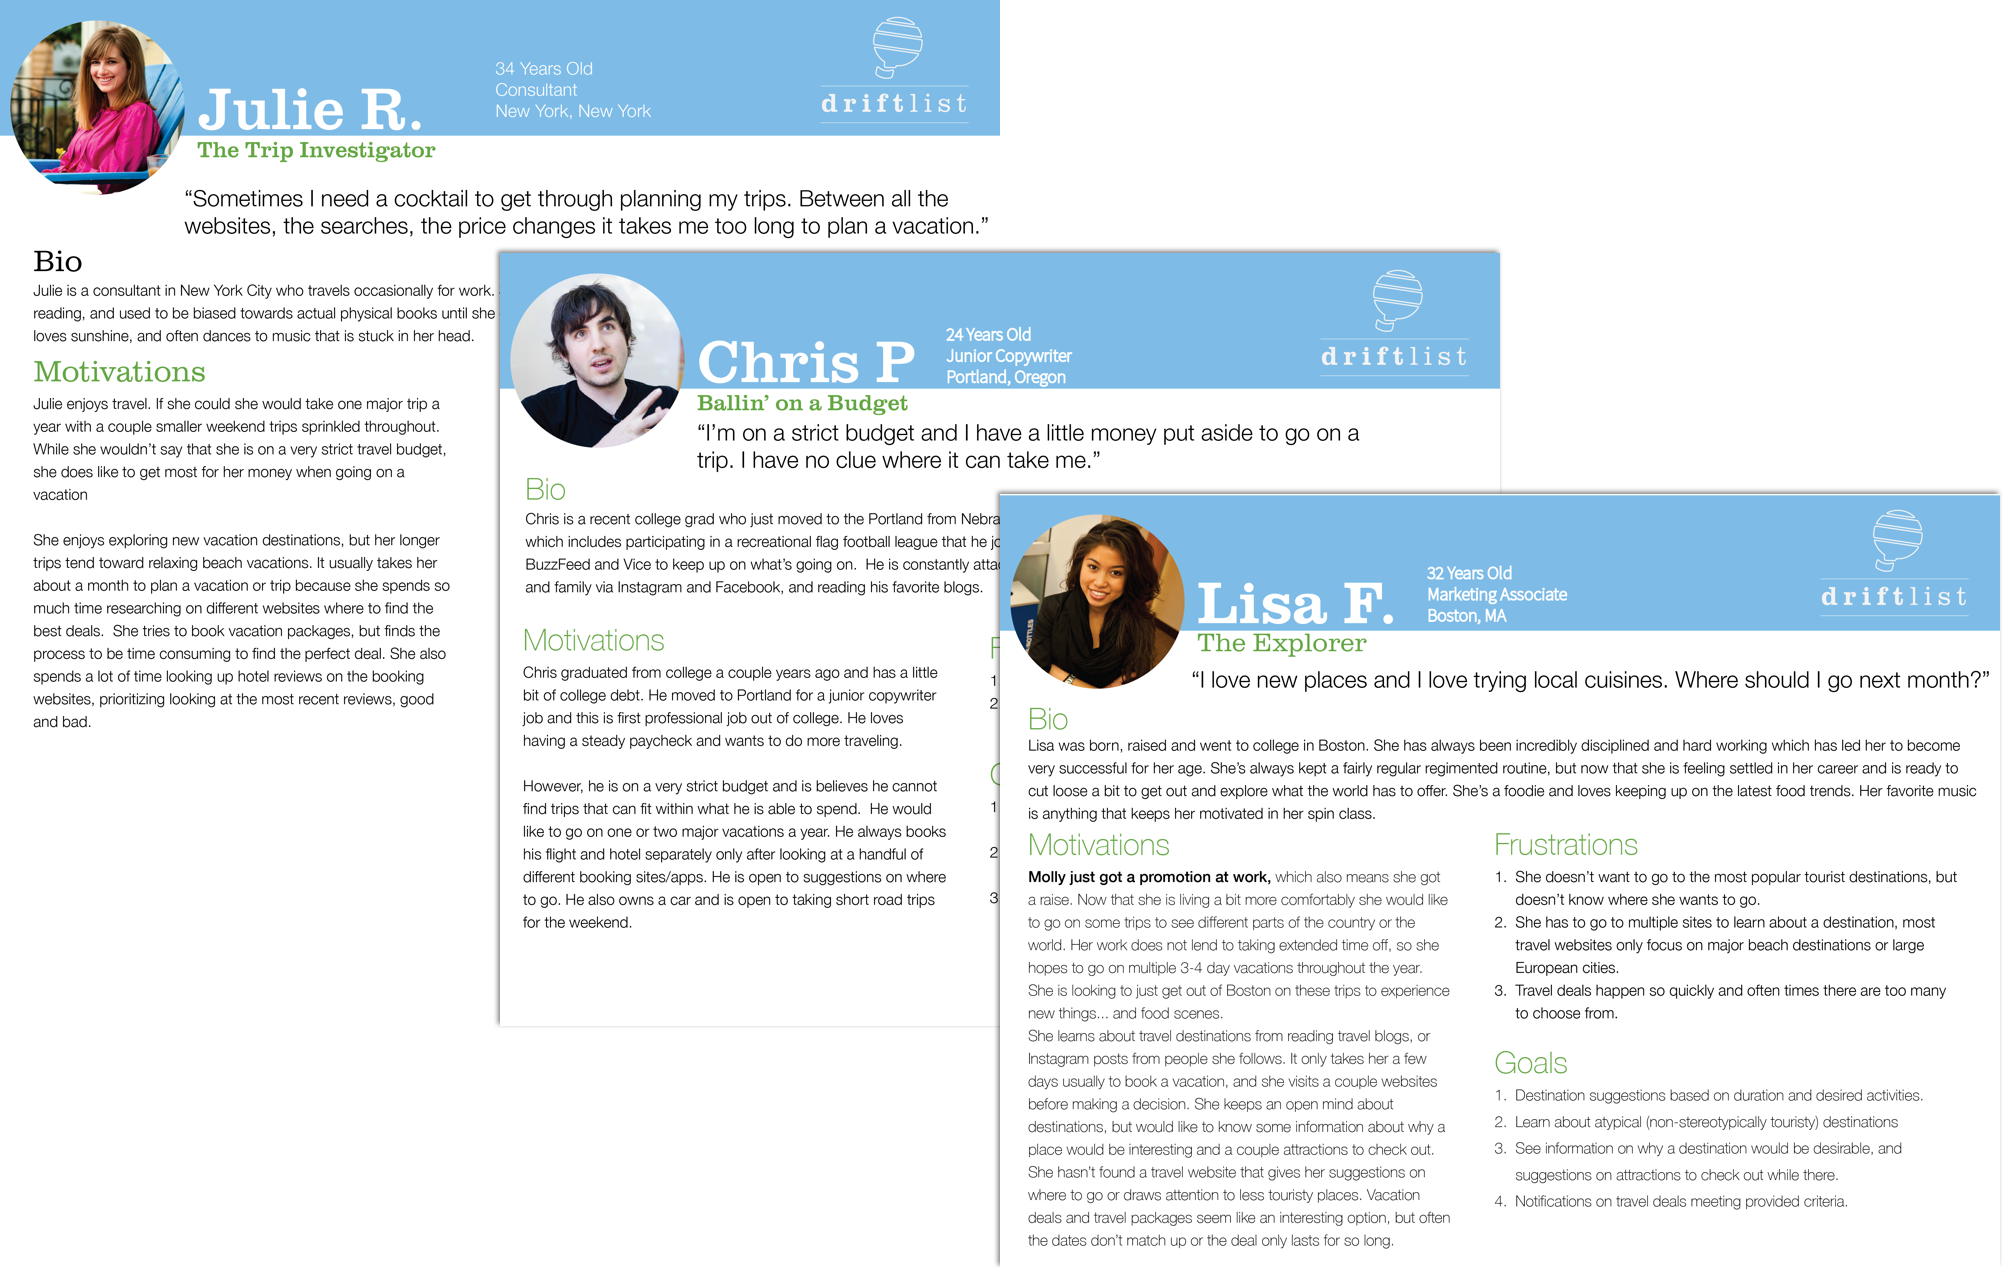 Julie R.
The Trip Investigator
34 Years Old
Consultant
New York, New York
driftlist
“Sometimes I need a cocktail to get through planning my trips. Between all the
websites, the searches, the price changes it takes me too long to plan a vacation.”
Bio
Julie is a consultant in New York City who travels occasionally for work.
reading, and used to be biased towards actual physical books until she
loves sunshine, and often dances to music that is stuck in her head.
Motivations
Julie enjoys travel. If she could she would take one major trip a
year with a couple smaller weekend trips sprinkled throughout.
While she wouldn’t say that she is on a very strict travel budget,
she does like to get most for her money when going on a
vacation
She enjoys exploring new vacation destinations, but her longer
trips tend toward relaxing beach vacations. It usually takes her
about a month to plan a vacation or trip because she spends so
much time researching on different websites where to find the
best deals.  She tries to book vacation packages, but finds the
process to be time consuming to find the perfect deal. She also
spends a lot of time looking up hotel reviews on the booking
websites, prioritizing looking at the most recent reviews, good
and bad.
Chris P
Ballin’ on a Budget
24 Years Old
Junior Copywriter
Portland, Oregon
driftlist
“I’m on a strict budget and I have a little money put aside to go on a
trip. I have no clue where it can take me.”
Bio
Chris is a recent college grad who just moved to the Portland from
which includes participating in a recreational flag football league that he
BuzzFeed and Vice to keep up on what’s going on.  He is constantly
and family via Instagram and Facebook, and reading his favorite blogs.
Motivations
Chris graduated from college a couple years ago and has a little
bit of college debt. He moved to Portland for a junior copywriter
job and this is first professional job out of college. He loves
having a steady paycheck and wants to do more traveling.
However, he is on a very strict budget and is believes he cannot
find trips that can fit within what he is able to spend.  He would
like to go on one or two major vacations a year. He always books
his flight and hotel separately only after looking at a handful of
different booking sites/apps. He is open to suggestions on where
to go. He also owns a car and is open to taking short road trips
for the weekend.
1
2
1
2
3
Lisa F.
The Explorer
32 Years Old
Marketing Associate
Boston, MA
driftlist
“I love new places and I love trying local cuisines. Where should I go next month?”
Bio
Lisa was born, raised and went to college in Boston. She has always been incredibly disciplined and hard working which has led her to become
very successful for her age. She’s always kept a fairly regular regimented routine, but now that she is feeling settled in her career and is ready to
cut loose a bit to get out and explore what the world has to offer. She’s a foodie and loves keeping up on the latest food trends. Her favorite music
is anything that keeps her motivated in her spin class.
Motivations
Molly just got a promotion at work, which also means she got
a raise. Now that she is living a bit more comfortably she would like
to go on some trips to see different parts of the country or the
world. Her work does not lend to taking extended time off, so she
hopes to go on multiple 3-4 day vacations throughout the year.
She is looking to just get out of Boston on these trips to experience
new things... and food scenes.
She learns about travel destinations from reading travel blogs, or
Instagram posts from people she follows. It only takes her a few
days usually to book a vacation, and she visits a couple websites
before making a decision. She keeps an open mind about
destinations, but would like to know some information about why a
place would be interesting and a couple attractions to check out.
She hasn’t found a travel website that gives her suggestions on
where to go or draws attention to less touristy places. Vacation
deals and travel packages seem like an interesting option, but often
the dates don’t match up or the deal only lasts for so long.
Frustrations
1. She doesn’t want to go to the most popular tourist destinations, but
doesn’t know where she wants to go.
2. She has to go to multiple sites to learn about a destination, most
travel websites only focus on major beach destinations or large
European cities.
3. Travel deals happen so quickly and often times there are too many
to choose from.
Goals
1. Destination suggestions based on duration and desired activities.
2. Learn about atypical (non-stereotypically touristy) destinations
3. See information on why a destination would be desirable, and
suggestions on attractions to check out while there.
4. Notifications on travel deals meeting provided criteria.